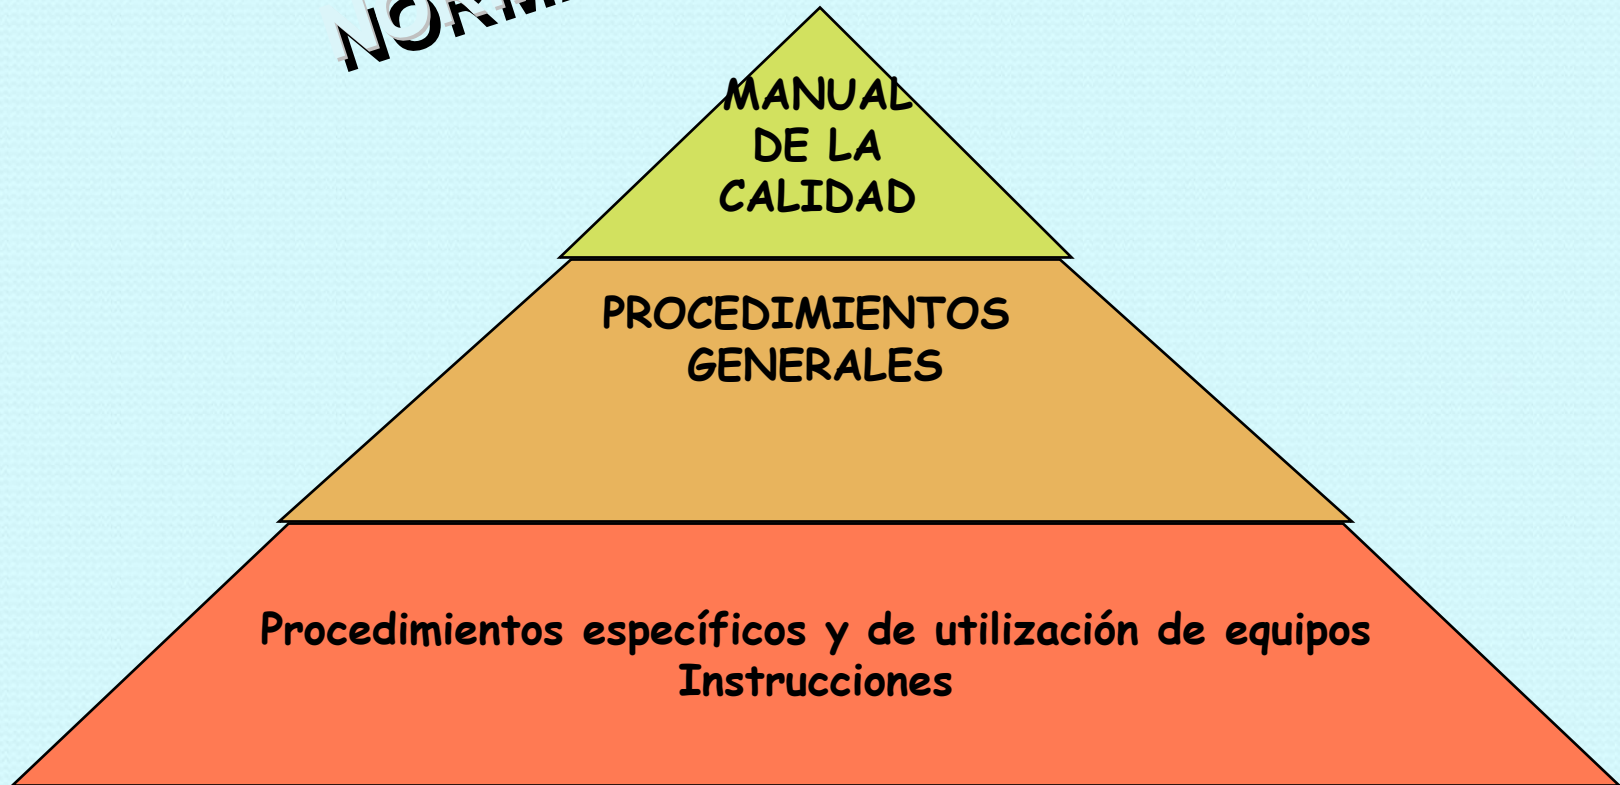 MANUAL
DE LA
CALIDAD
PROCEDIMIENTOS
GENERALES
Procedimientos específicos y de utilización de equipos
Instrucciones